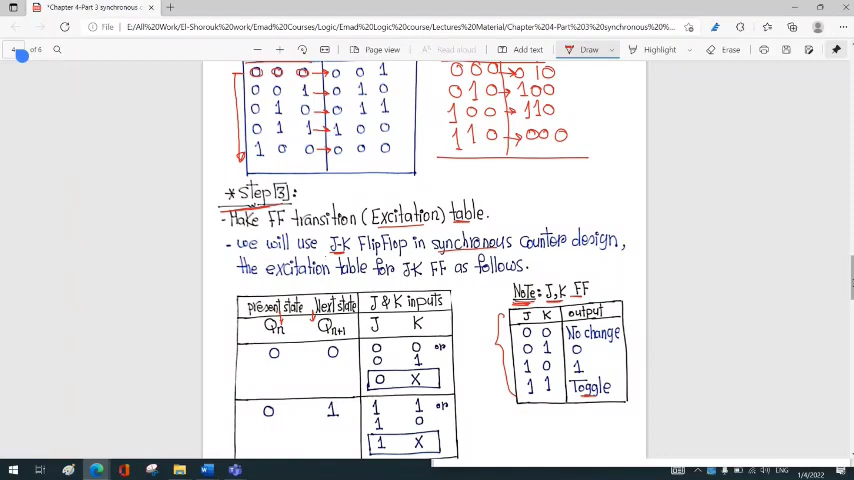 *Chapter 4-Part 3 synchronous c
File
E:/All Work/El-Shorouk%20work/Emad%20Courses/Logic/Emad%20Logic%20course/Lectures%20Material/Chapter%204-Part%203%20synchronous%...
4 of 6
Page view
Read aloud
Add text
Draw
Highlight
Erase
0 0 0 → 0 0 1
0 0 1 → 0 1 0
0 1 0 → 0 1 1
0 1 1 → 1 0 0
1 0 0 → 0 0 0
0 0 0 → 0 1 0
0 1 0 → 1 0 0
1 0 0 → 1 1 0
1 1 0 → 0 0 0
* Step 3:
- Make FF transition (Excitation) table.
- we will use J-K FlipFlop in synchronous counter design,
the excitation table for J-K FF as follows.
Present state Next state J & K inputs
Qn Qn+1 J K
0 0 0 0 or
0 1
0 X
0 1 1 1 or
1 0
1 X
Note: J,K FF
J K output
0 0 No change
0 1 0
1 0 1
1 1 Toggle
ENG
1/4/2022